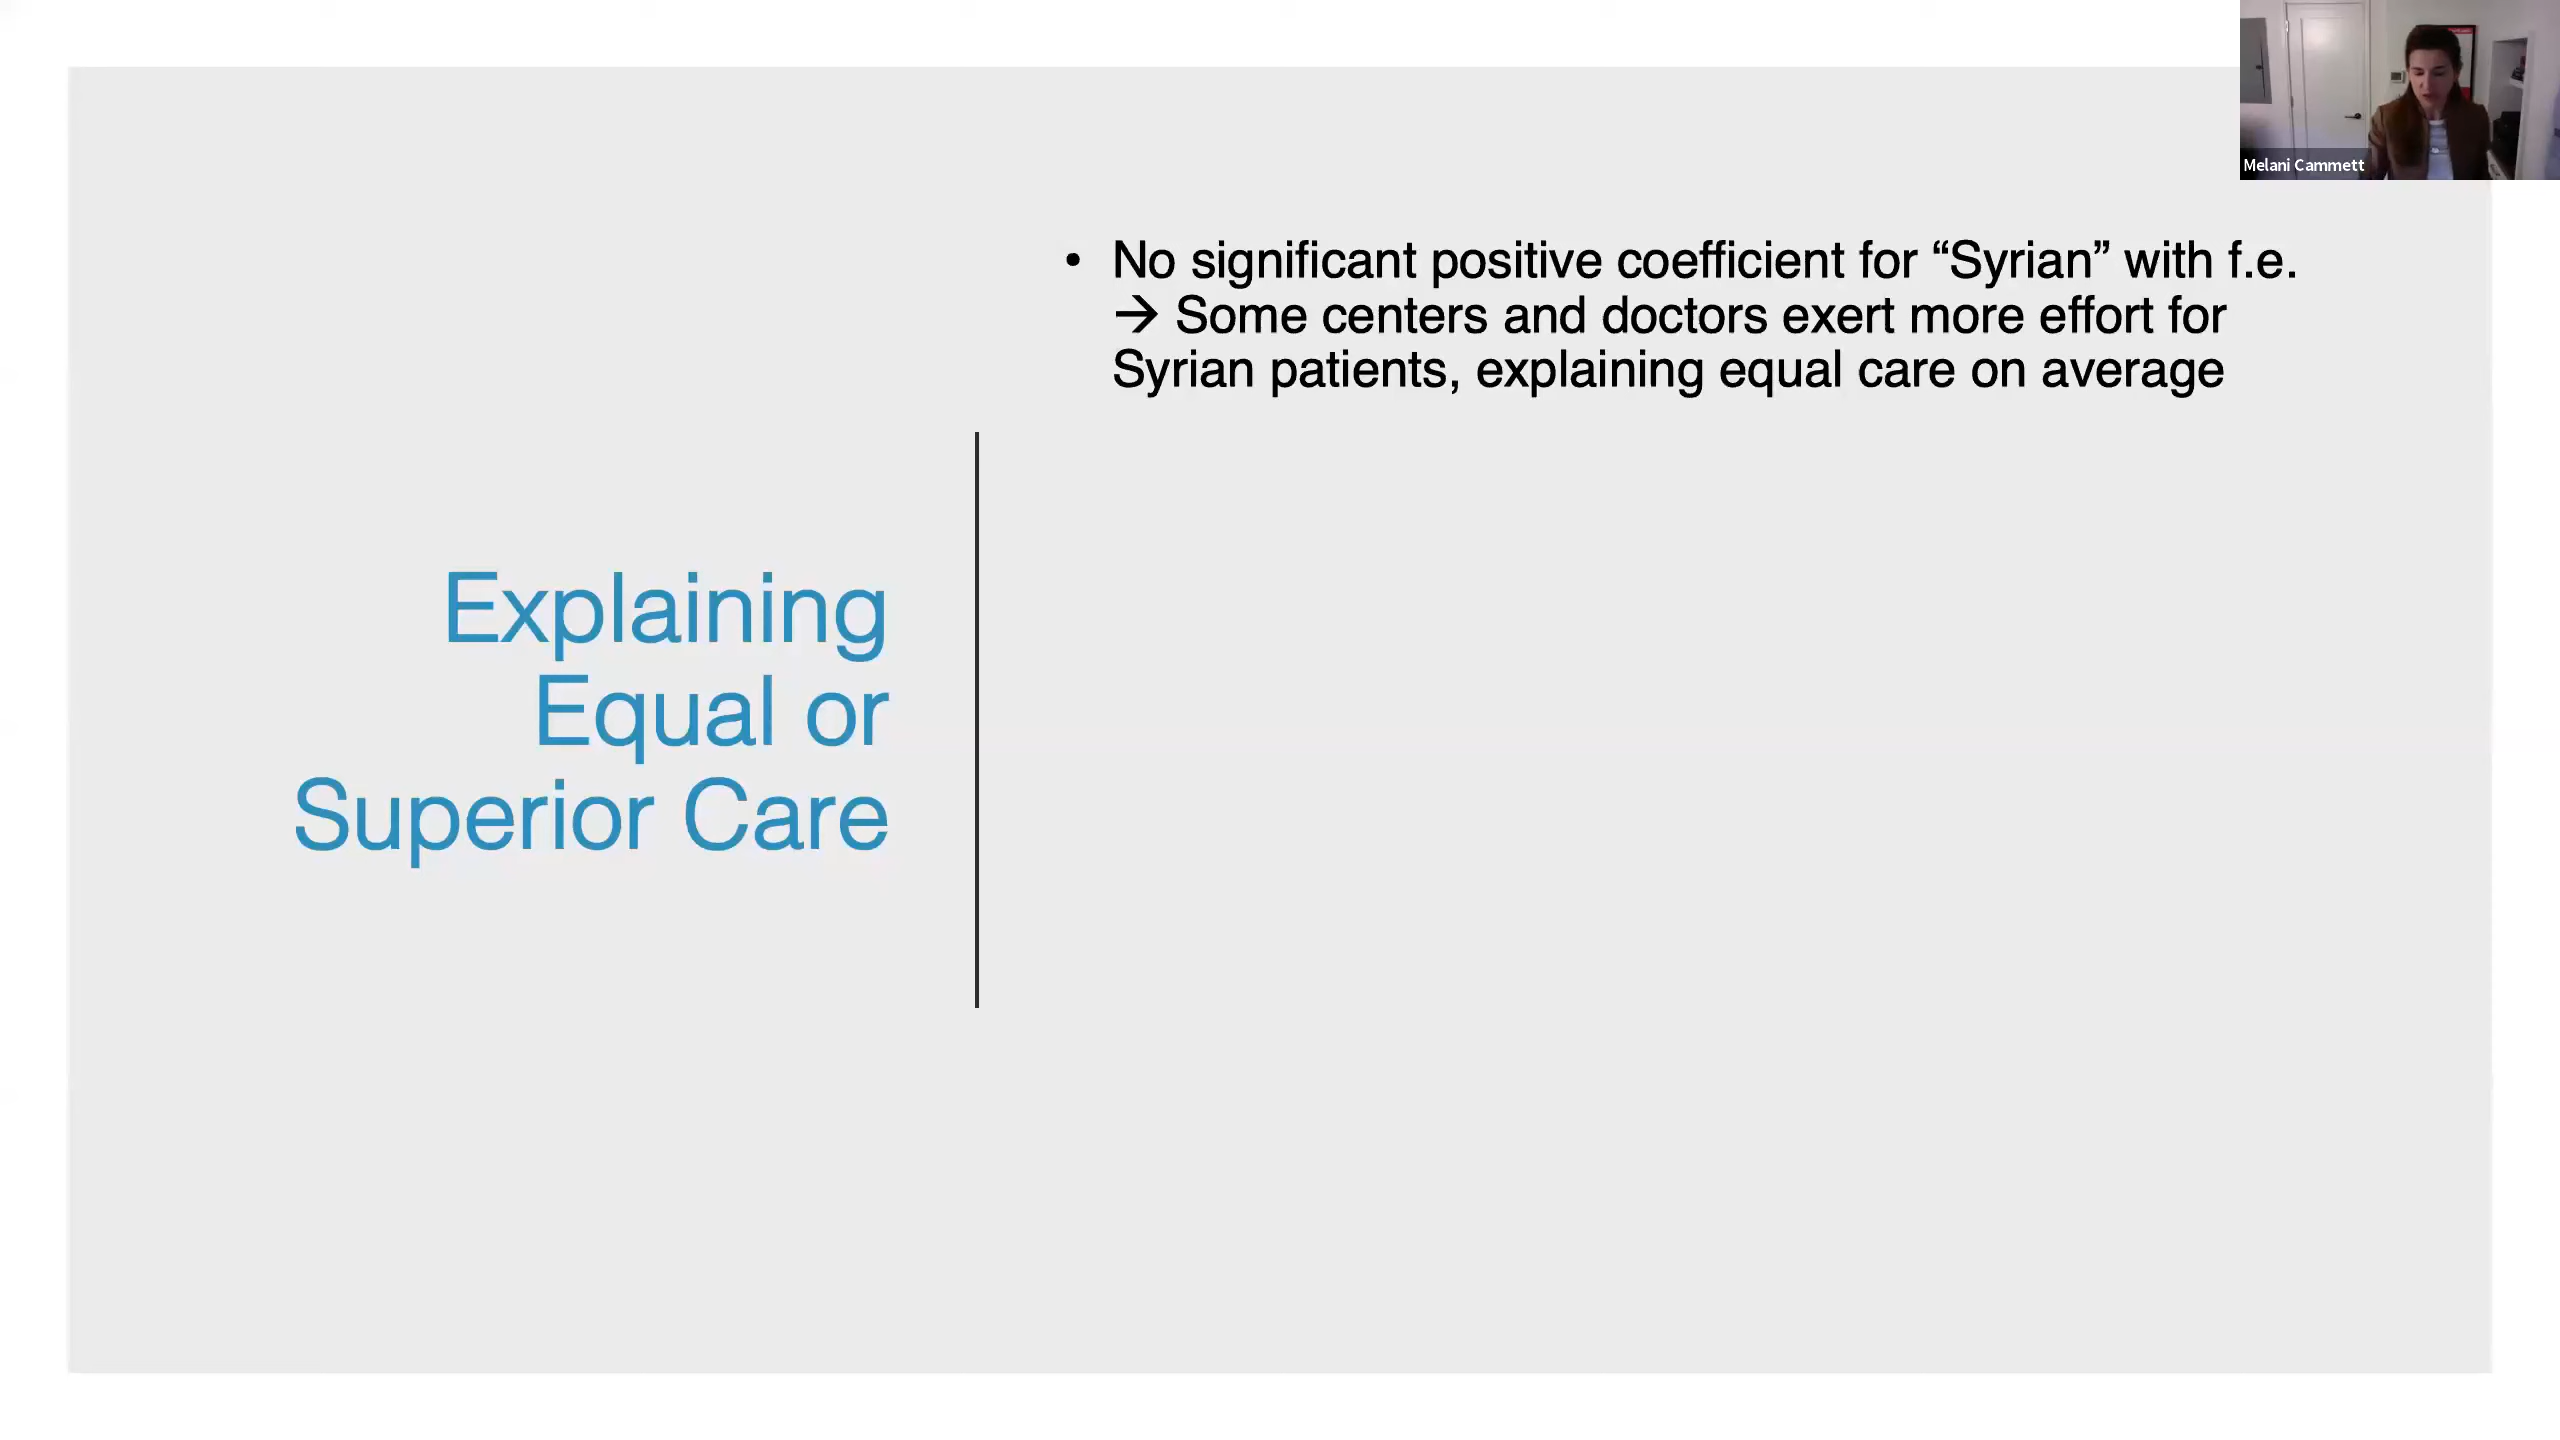 Melani Cammett
• No significant positive coefficient for “Syrian” with f.e.
→ Some centers and doctors exert more effort for
Syrian patients, explaining equal care on average
Explaining
Equal or
Superior Care